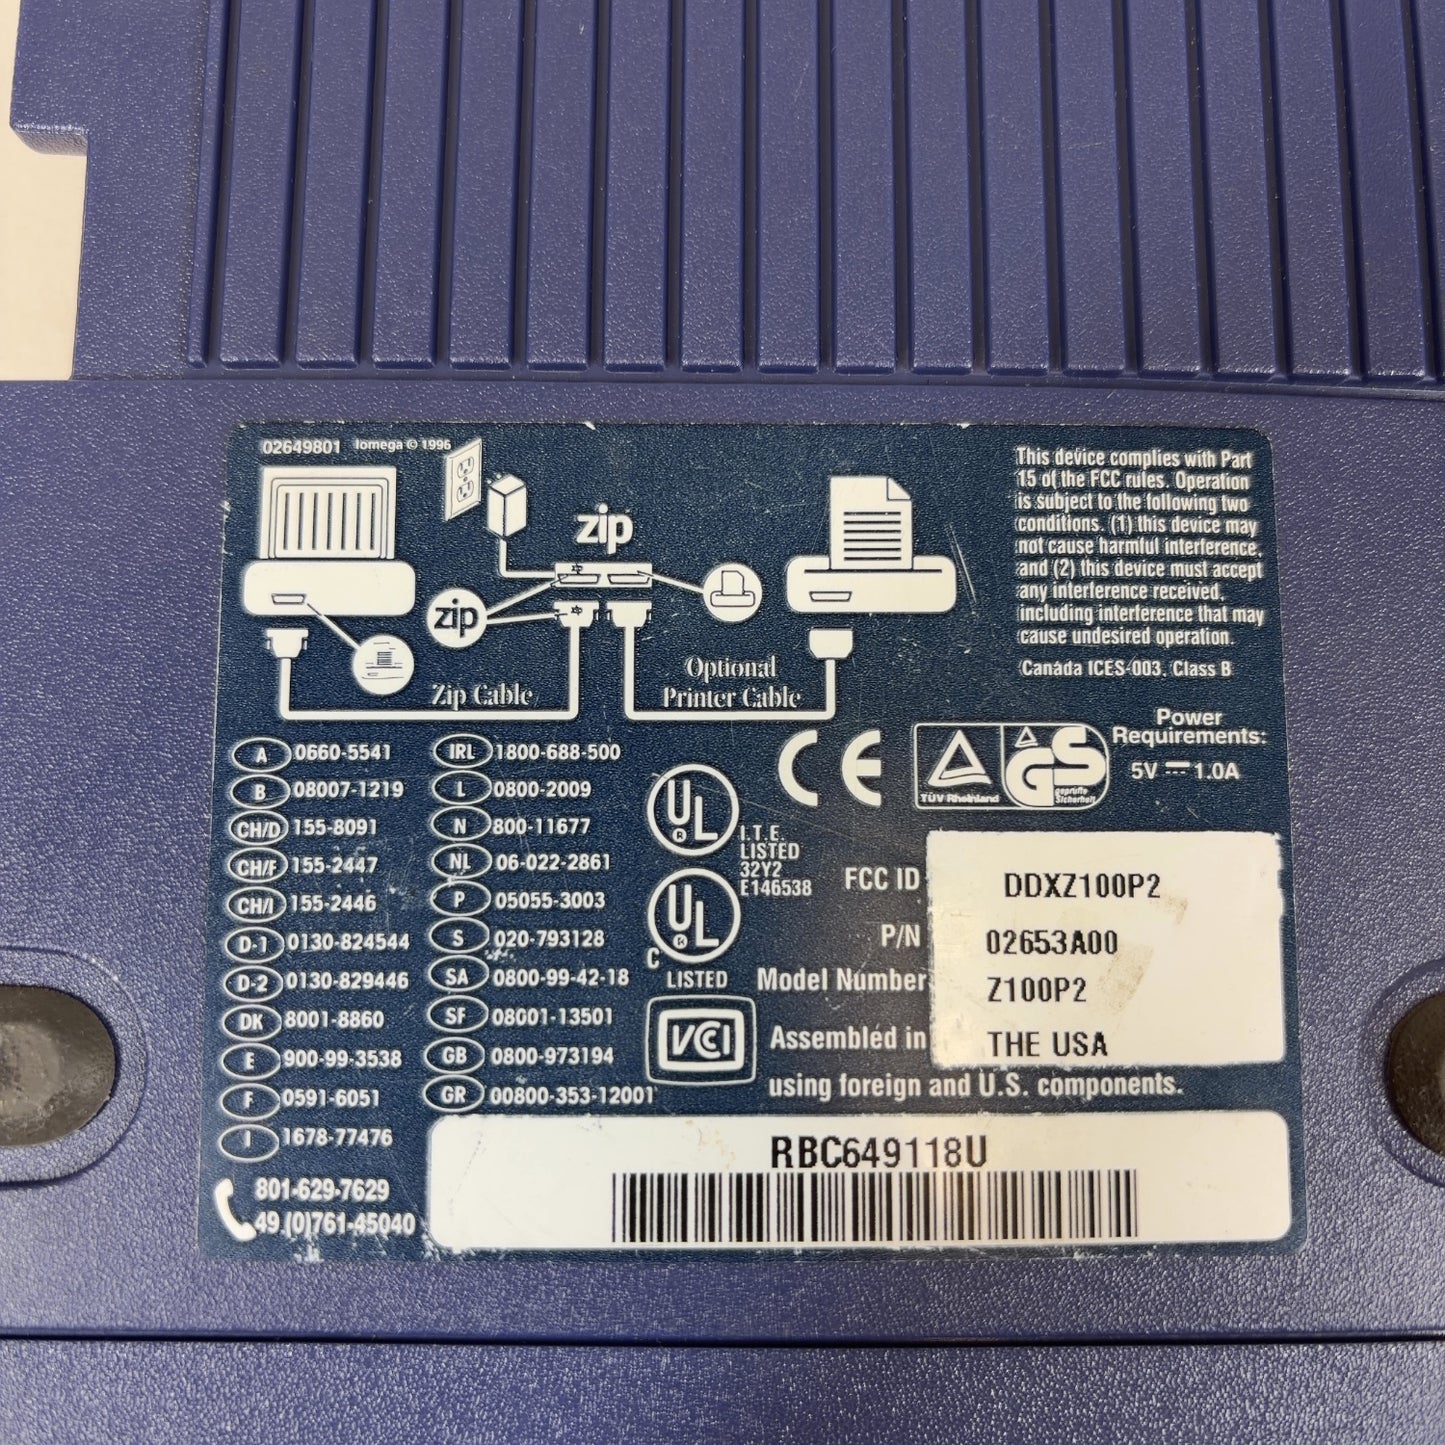 02649801 Iomega © 1996
zip
zip
zip
zip
Zip Cable
Optional
Printer Cable
This device complies with Part
15 of the FCC rules. Operation
is subject to the following two
conditions. (1) this device may
not cause harmful interference,
and (2) this device must accept
any interference received,
including interference that may
cause undesired operation.
Canada ICES-003, Class B
A 0660-5541
B 08007-1219
CH/D 155-8091
CH/F 155-2447
CH/I 155-2446
D-1 0130-824544
D-2 0130-829446
DK 8001-8860
E 900-99-3538
F 0591-6051
I 1678-77476
801-629-7629
49.(0)761-45040
IRL 1800-688-500
L 0800-2009
N 800-11677
NL 06-022-2861
P 05055-3003
S 020-793128
SA 0800-99-42-18
SF 08001-13501
GB 0800-973194
GR 00800-353-12001
UL ®
I.T.E.
LISTED
32Y2
E146538
C UL ®
LISTED
VCI
CE
TÜV Rheinland
GS
geprüfte
Sicherheit
Power
Requirements:
5V ⎓ 1.0A
FCC ID DDXZ100P2
P/N 02653A00
Model Number Z100P2
Assembled in THE USA
using foreign and U.S. components.
RBC649118U